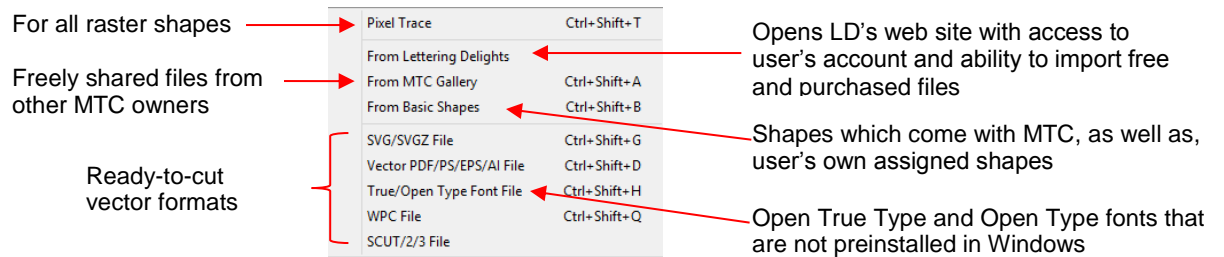 For all raster shapes
Freely shared files from
other MTC owners
Ready-to-cut
vector formats
Pixel Trace Ctrl+Shift+T
From Lettering Delights
From MTC Gallery Ctrl+Shift+A
From Basic Shapes Ctrl+Shift+B
SVG/SVGZ File Ctrl+Shift+G
Vector PDF/PS/EPS/AI File Ctrl+Shift+D
True/Open Type Font File Ctrl+Shift+H
WPC File Ctrl+Shift+Q
SCUT/2/3 File
Opens LD's web site with access to
user's account and ability to import free
and purchased files
Shapes which come with MTC, as well as,
user's own assigned shapes
Open True Type and Open Type fonts that
are not preinstalled in Windows